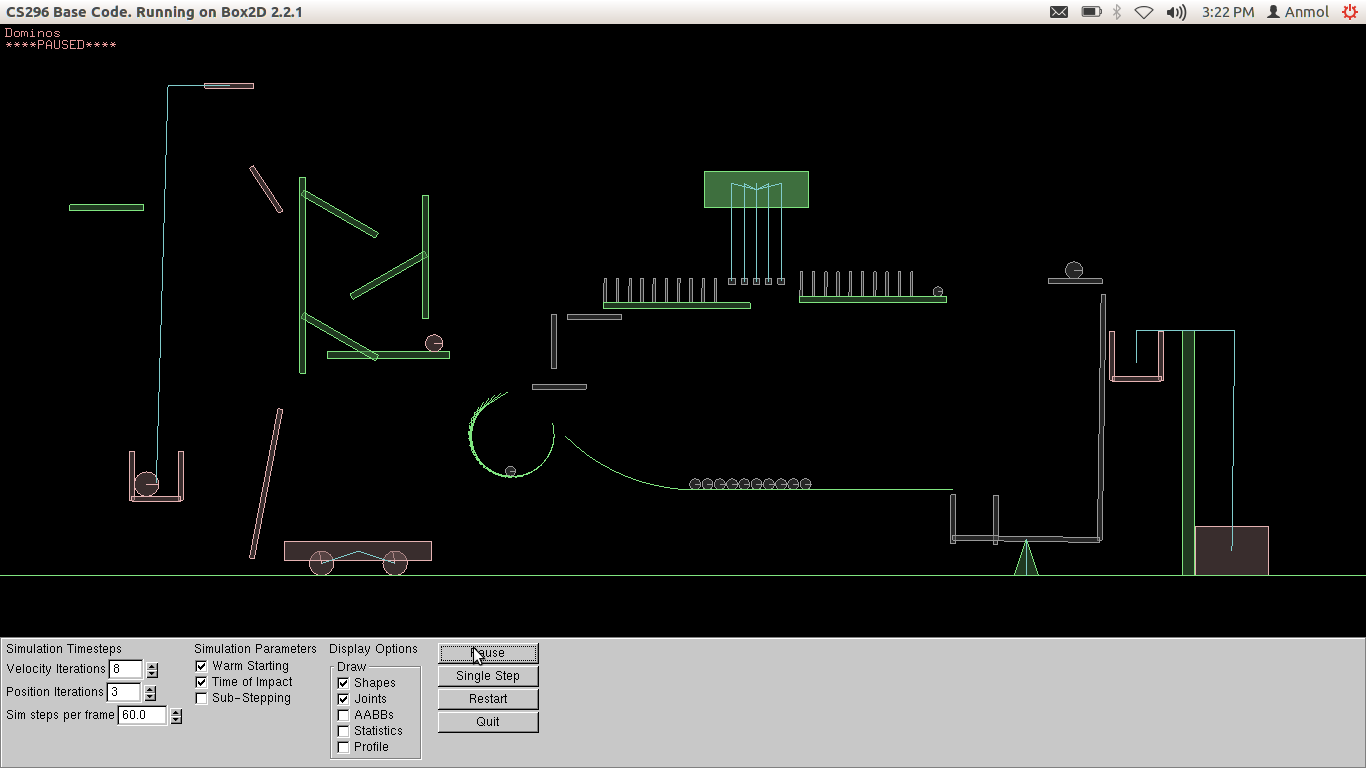 CS296 Base Code. Running on Box2D 2.2.1
3:22 PM
Anmol
Dominos
****PAUSED****
Simulation Timesteps
Velocity Iterations 8
Position Iterations 3
Sim steps per frame 60.0
Simulation Parameters
Warm Starting
Time of Impact
Sub-Stepping
Display Options
Draw
Shapes
Joints
AABBs
Statistics
Profile
Pause
Single Step
Restart
Quit